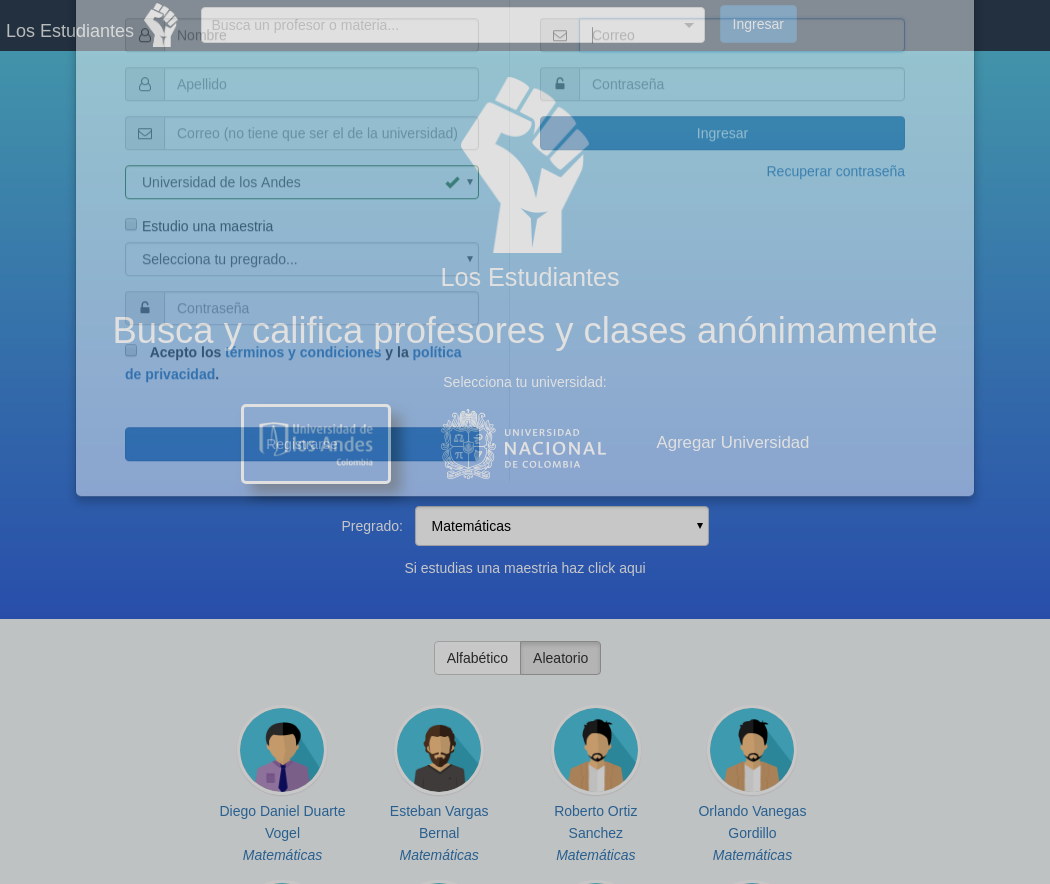 Los Estudiantes
Busca un profesor o materia...
Ingresar
Nombre
Correo
Apellido
Contraseña
Correo (no tiene que ser el de la universidad)
Ingresar
Universidad de los Andes
Recuperar contraseña
Estudio una maestria
Selecciona tu pregrado...
Los Estudiantes
Contraseña
Busca y califica profesores y clases anónimamente
Acepto los términos y condiciones y la política
de privacidad.
Selecciona tu universidad:
Registrarse
Universidad de
los Andes
Colombia
UNIVERSIDAD
NACIONAL
DE COLOMBIA
Agregar Universidad
Pregrado:
Matemáticas
Si estudias una maestria haz click aqui
Alfabético
Aleatorio
Diego Daniel Duarte
Vogel
Matemáticas
Esteban Vargas
Bernal
Matemáticas
Roberto Ortiz
Sanchez
Matemáticas
Orlando Vanegas
Gordillo
Matemáticas